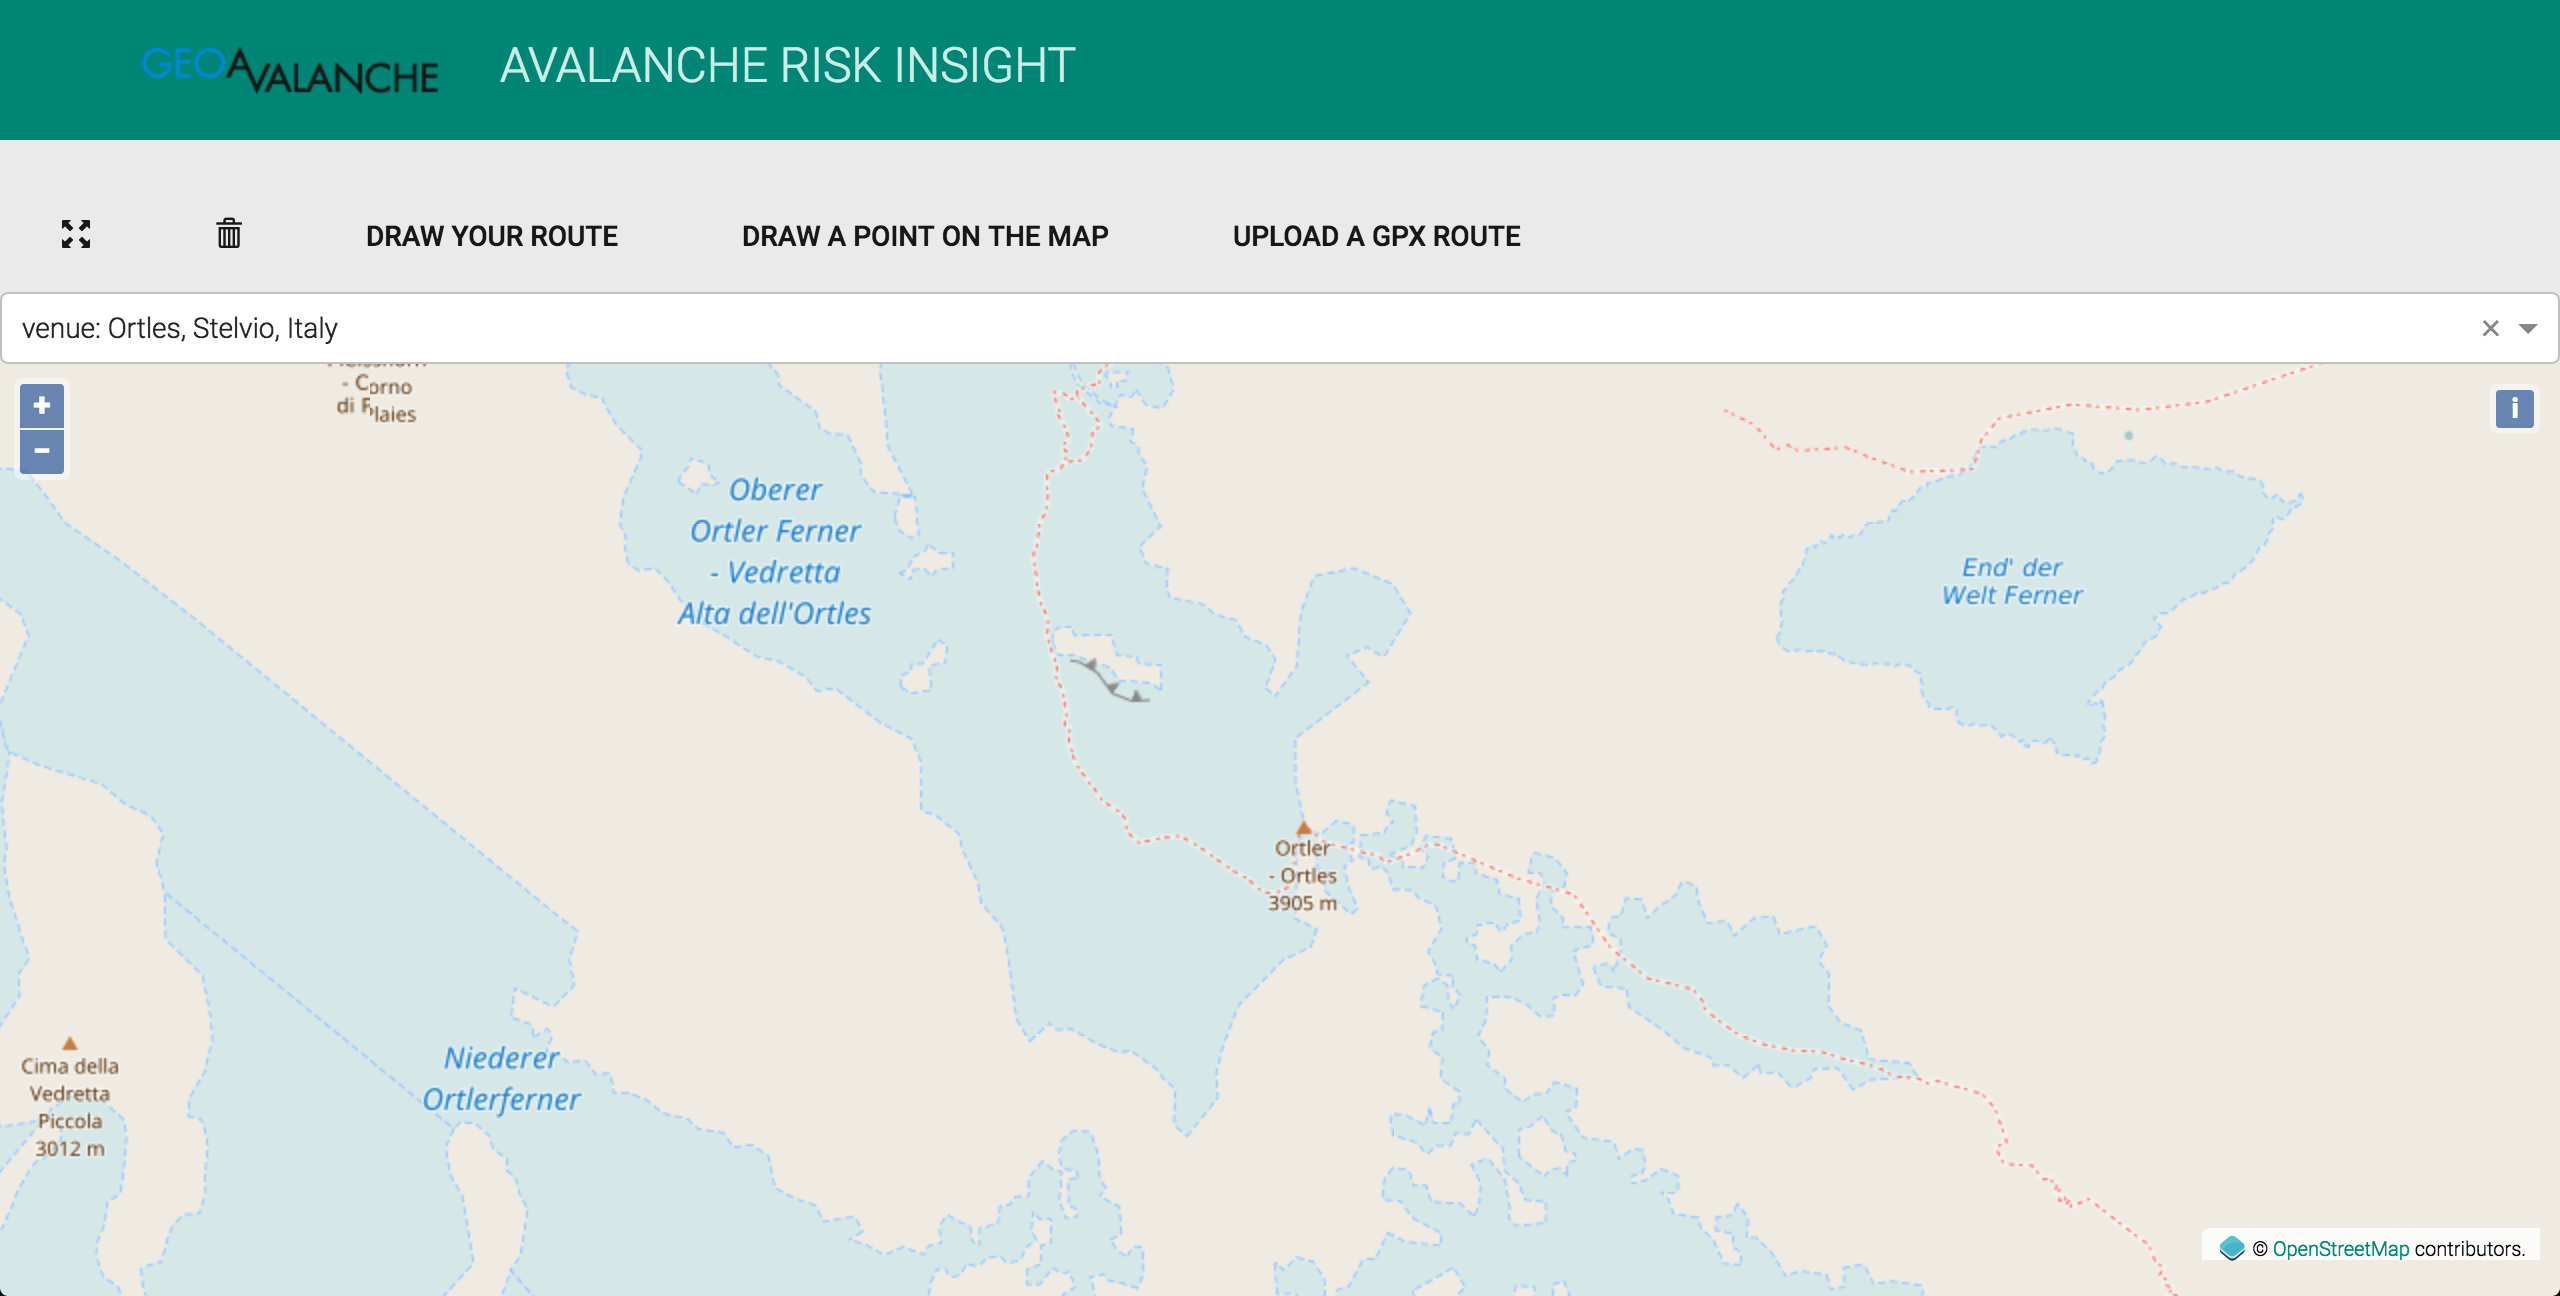 GEOAVALANCHE
AVALANCHE RISK INSIGHT
DRAW YOUR ROUTE
DRAW A POINT ON THE MAP
UPLOAD A GPX ROUTE
venue: Ortles, Stelvio, Italy
- Corno
di Plaies
+
−
i
Oberer
Ortler Ferner
- Vedretta
Alta dell'Ortles
End' der
Welt Ferner
Ortler
- Ortles
3905 m
Cima della
Vedretta
Piccola
3012 m
Niederer
Ortlerferner
© OpenStreetMap contributors.